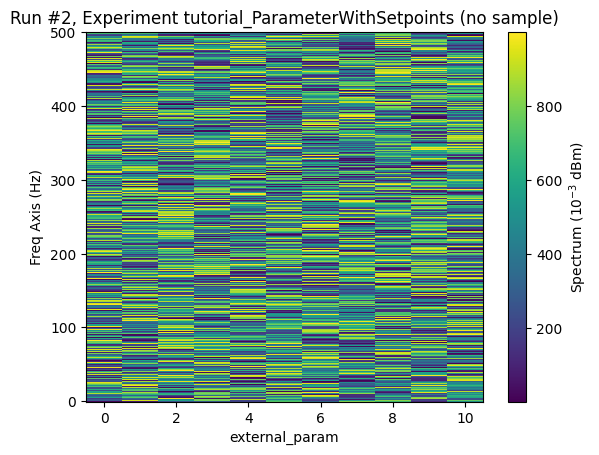 Run #2, Experiment tutorial_ParameterWithSetpoints (no sample)
500
400
300
200
100
0
Freq Axis (Hz)
0 2 4 6 8 10
external_param
800
600
400
200
Spectrum (10⁻³ dBm)